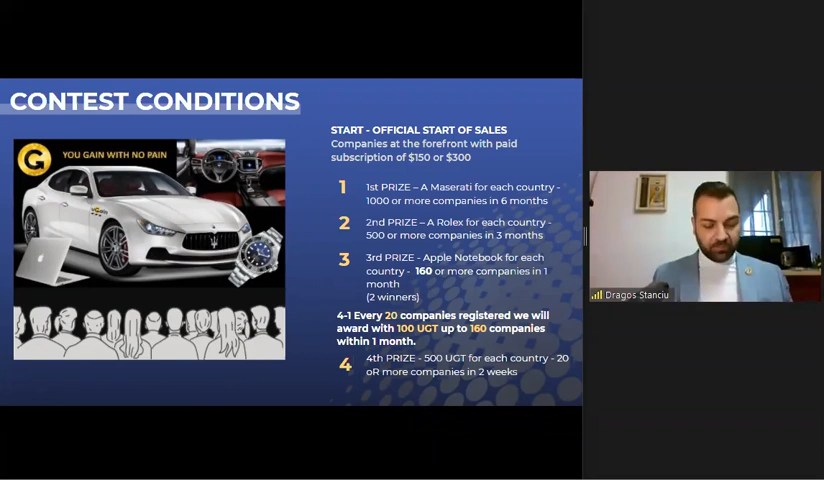 CONTEST CONDITIONS
G
YOU GAIN WITH NO PAIN
START - OFFICIAL START OF SALES
Companies at the forefront with paid
subscription of $150 or $300
1
1st PRIZE – A Maserati for each country -
1000 or more companies in 6 months
2
2nd PRIZE – A Rolex for each country -
500 or more companies in 3 months
3
3rd PRIZE - Apple Notebook for each
country - 160 or more companies in 1
month
(2 winners)
4-1 Every 20 companies registered we will
award with 100 UGT up to 160 companies
within 1 month.
4
4th PRIZE - 500 UGT for each country - 20
oR more companies in 2 weeks
Dragos Stanciu